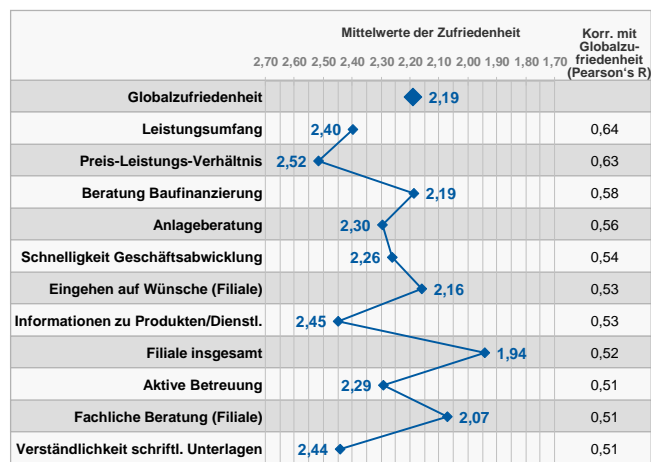 Mittelwerte der Zufriedenheit
Korr. mit
Globalzu-
friedenheit
(Pearson's R)
2,70 2,60 2,50 2,40 2,30 2,20 2,10 2,00 1,90 1,80 1,70
Globalzufriedenheit 2,19
Leistungsumfang 2,40 0,64
Preis-Leistungs-Verhältnis 2,52 0,63
Beratung Baufinanzierung 2,19 0,58
Anlageberatung 2,30 0,56
Schnelligkeit Geschäftsabwicklung 2,26 0,54
Eingehen auf Wünsche (Filiale) 2,16 0,53
Informationen zu Produkten/Dienstl. 2,45 0,53
Filiale insgesamt 1,94 0,52
Aktive Betreuung 2,29 0,51
Fachliche Beratung (Filiale) 2,07 0,51
Verständlichkeit schriftl. Unterlagen 2,44 0,51